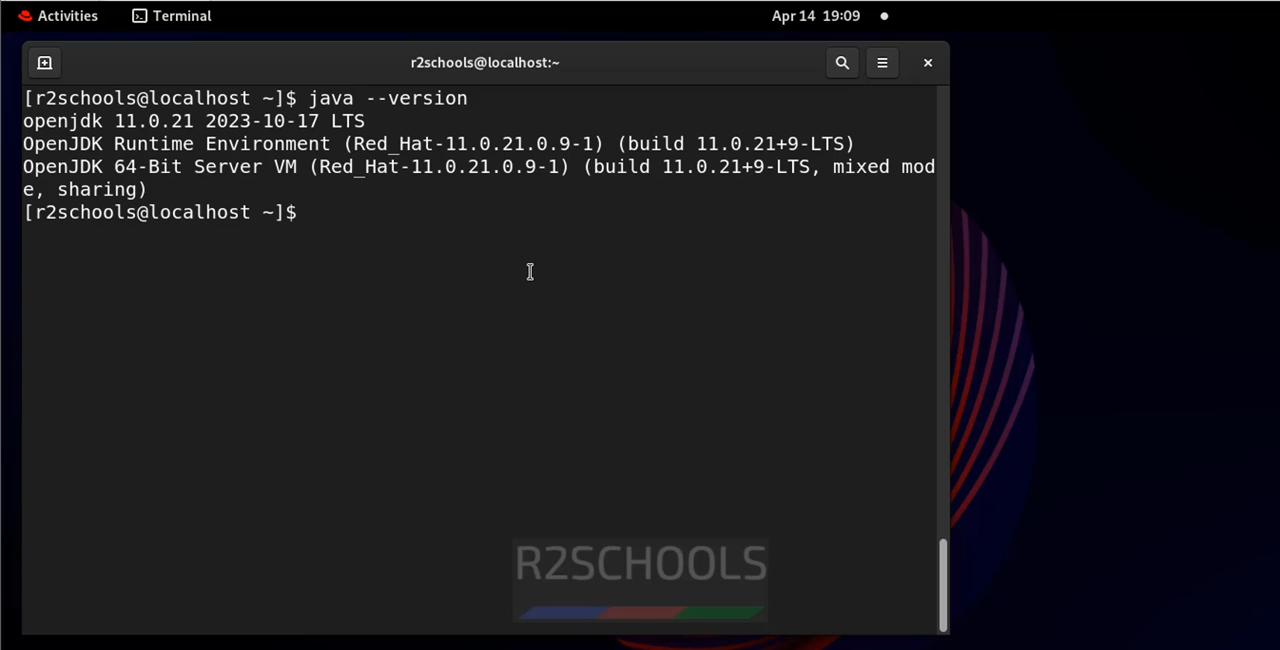 Activities
Terminal
Apr 14 19:09
r2schools@localhost:~
[r2schools@localhost ~]$ java --version
openjdk 11.0.21 2023-10-17 LTS
OpenJDK Runtime Environment (Red_Hat-11.0.21.0.9-1) (build 11.0.21+9-LTS)
OpenJDK 64-Bit Server VM (Red_Hat-11.0.21.0.9-1) (build 11.0.21+9-LTS, mixed mod
e, sharing)
[r2schools@localhost ~]$
R2SCHOOLS